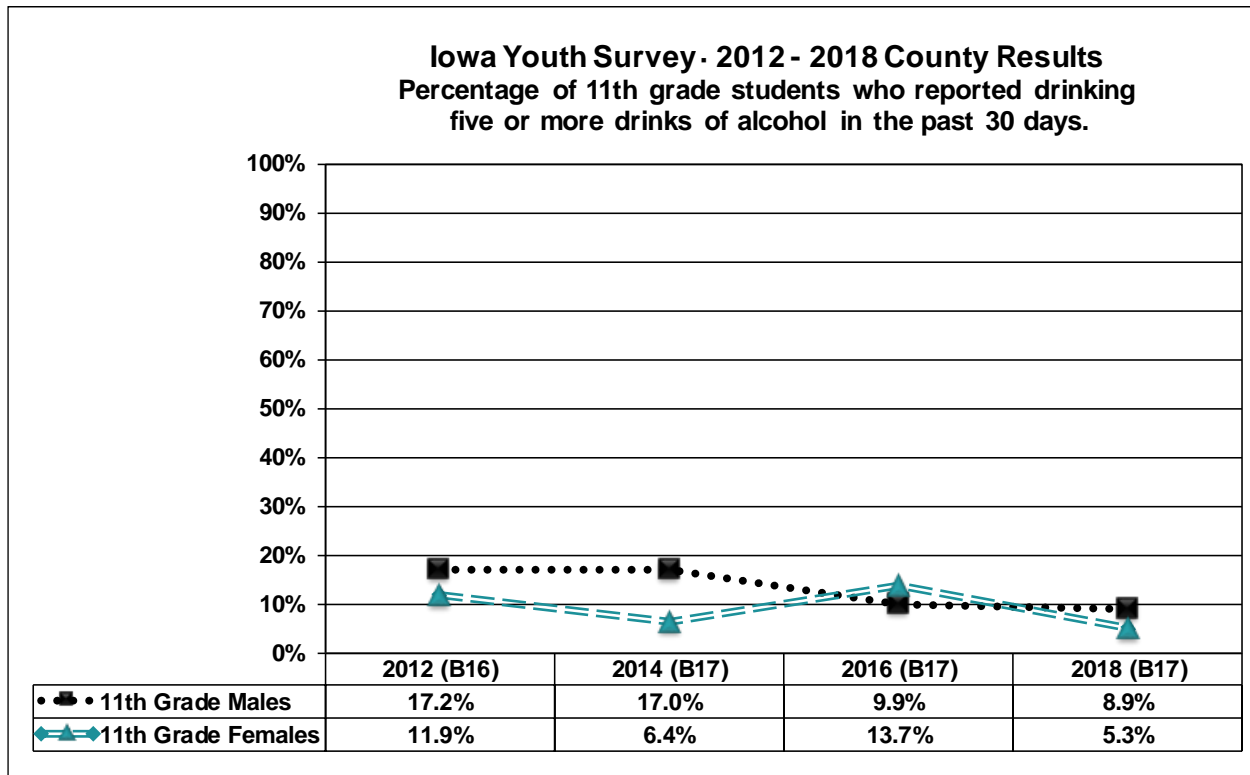 Iowa Youth Survey · 2012 - 2018 County Results
Percentage of 11th grade students who reported drinking
five or more drinks of alcohol in the past 30 days.
100%
90%
80%
70%
60%
50%
40%
30%
20%
10%
0%
2012 (B16) 2014 (B17) 2016 (B17) 2018 (B17)
11th Grade Males 17.2% 17.0% 9.9% 8.9%
11th Grade Females 11.9% 6.4% 13.7% 5.3%